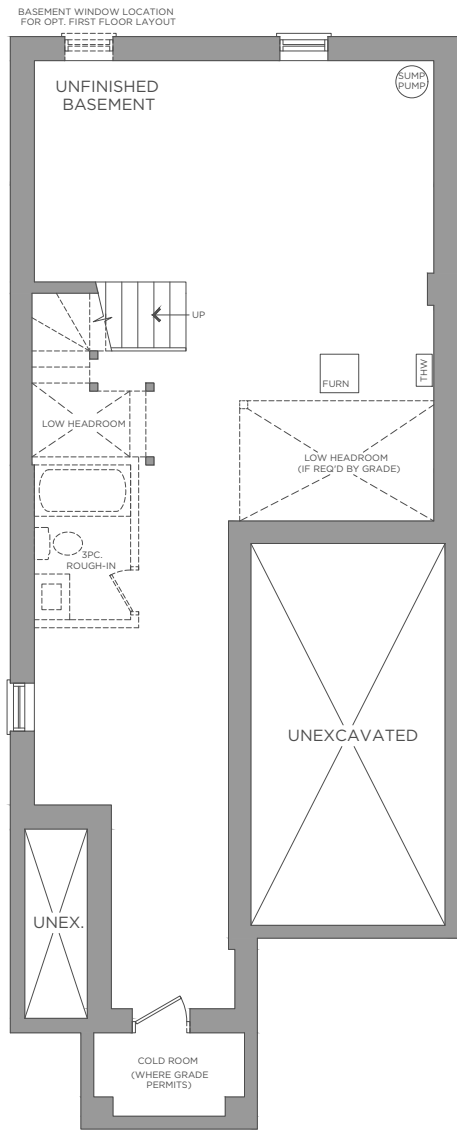 BASEMENT WINDOW LOCATION
FOR OPT. FIRST FLOOR LAYOUT
UNFINISHED
BASEMENT
SUMP
PUMP
UP
FURN
THW
LOW HEADROOM
LOW HEADROOM
(IF REQ'D BY GRADE)
3PC.
ROUGH-IN
UNEXCAVATED
UNEX.
COLD ROOM
(WHERE GRADE
PERMITS)